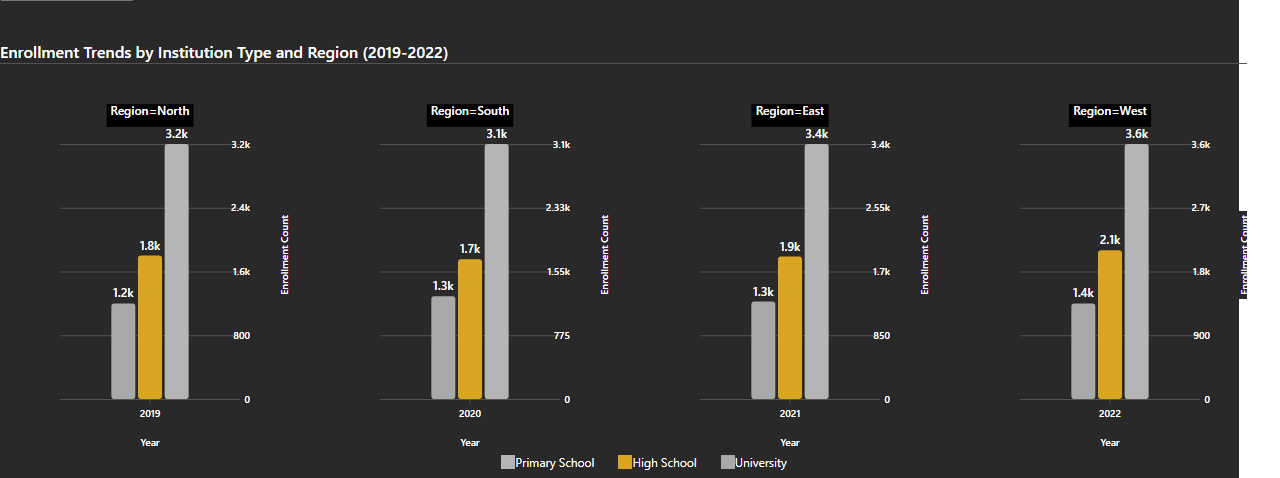 Enrollment Trends by Institution Type and Region (2019-2022)
Region=North
3.2k
3.2k
2.4k
1.8k
1.6k
1.2k
800
0
Enrollment Count
2019
Year
Region=South
3.1k
3.1k
2.33k
1.7k
1.55k
1.3k
775
0
Enrollment Count
2020
Year
Region=East
3.4k
3.4k
2.55k
1.9k
1.7k
1.3k
850
0
Enrollment Count
2021
Year
Region=West
3.6k
3.6k
2.7k
2.1k
1.8k
1.4k
900
0
Enrollment Count
2022
Year
Primary School
High School
University